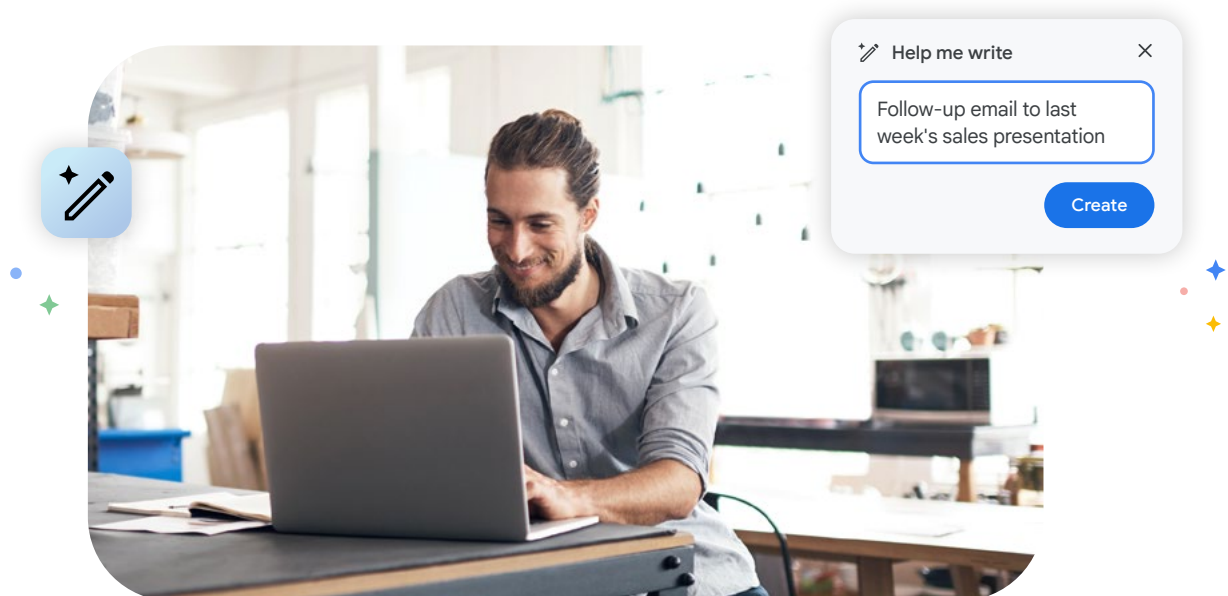 Help me write
Follow-up email to last
week's sales presentation
Create